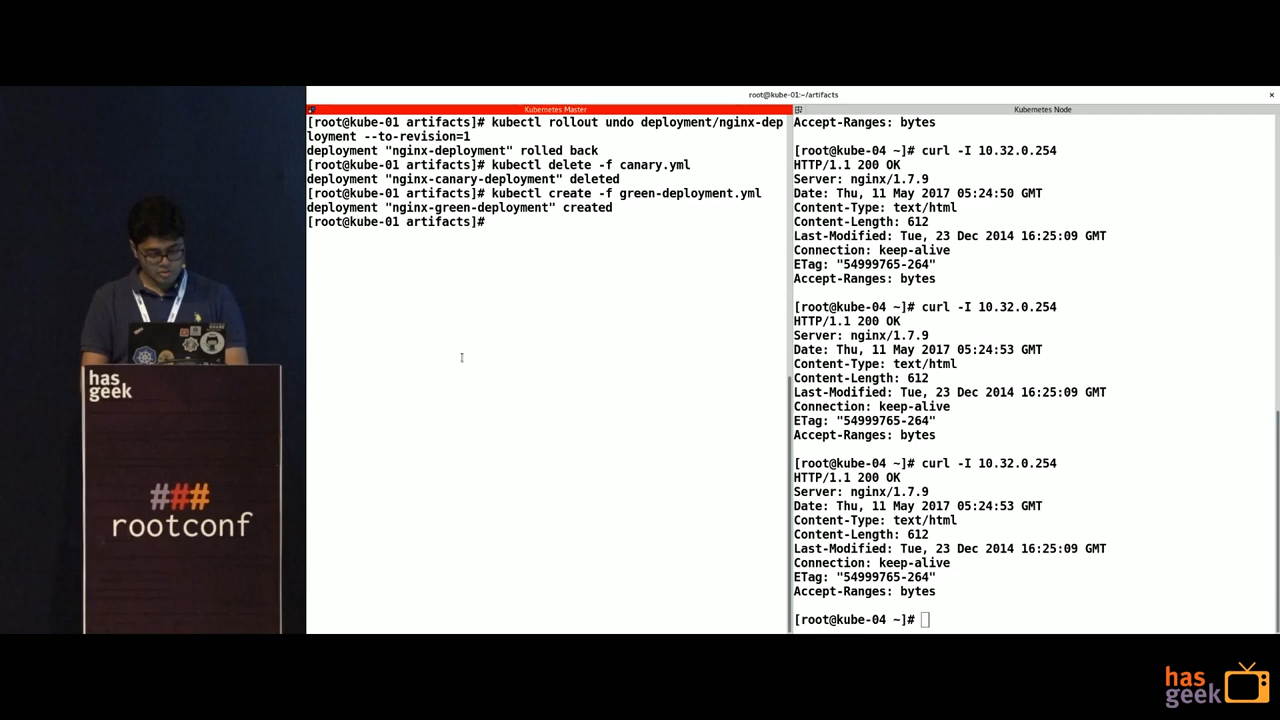 root@kube-01:~/artifacts
Kubernetes Master
[root@kube-01 artifacts]# kubectl rollout undo deployment/nginx-dep
loyment --to-revision=1
deployment "nginx-deployment" rolled back
[root@kube-01 artifacts]# kubectl delete -f canary.yml
deployment "nginx-canary-deployment" deleted
[root@kube-01 artifacts]# kubectl create -f green-deployment.yml
deployment "nginx-green-deployment" created
[root@kube-01 artifacts]#
Kubernetes Node
Accept-Ranges: bytes
[root@kube-04 ~]# curl -I 10.32.0.254
HTTP/1.1 200 OK
Server: nginx/1.7.9
Date: Thu, 11 May 2017 05:24:50 GMT
Content-Type: text/html
Content-Length: 612
Last-Modified: Tue, 23 Dec 2014 16:25:09 GMT
Connection: keep-alive
ETag: "54999765-264"
Accept-Ranges: bytes
[root@kube-04 ~]# curl -I 10.32.0.254
HTTP/1.1 200 OK
Server: nginx/1.7.9
Date: Thu, 11 May 2017 05:24:53 GMT
Content-Type: text/html
Content-Length: 612
Last-Modified: Tue, 23 Dec 2014 16:25:09 GMT
Connection: keep-alive
ETag: "54999765-264"
Accept-Ranges: bytes
[root@kube-04 ~]# curl -I 10.32.0.254
HTTP/1.1 200 OK
Server: nginx/1.7.9
Date: Thu, 11 May 2017 05:24:53 GMT
Content-Type: text/html
Content-Length: 612
Last-Modified: Tue, 23 Dec 2014 16:25:09 GMT
Connection: keep-alive
ETag: "54999765-264"
Accept-Ranges: bytes
[root@kube-04 ~]#
has
geek
###
rootconf
has
geek